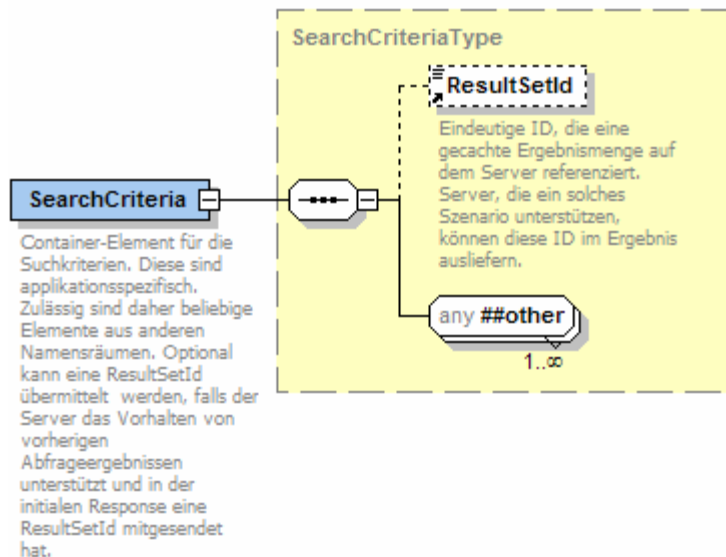 SearchCriteriaType
ResultSetId
Eindeutige ID, die eine
gecachte Ergebnismenge auf
dem Server referenziert.
Server, die ein solches
Szenario unterstützen,
können diese ID im Ergebnis
ausliefern.
SearchCriteria
Container-Element für die
Suchkriterien. Diese sind
applikationsspezifisch.
Zulässig sind daher beliebige
Elemente aus anderen
Namensräumen. Optional
kann eine ResultSetId
übermittelt werden, falls der
Server das Vorhalten von
vorherigen
Abfrageergebnissen
unterstützt und in der
initialen Response eine
ResultSetId mitgesendet
hat.
any ##other
1..∞